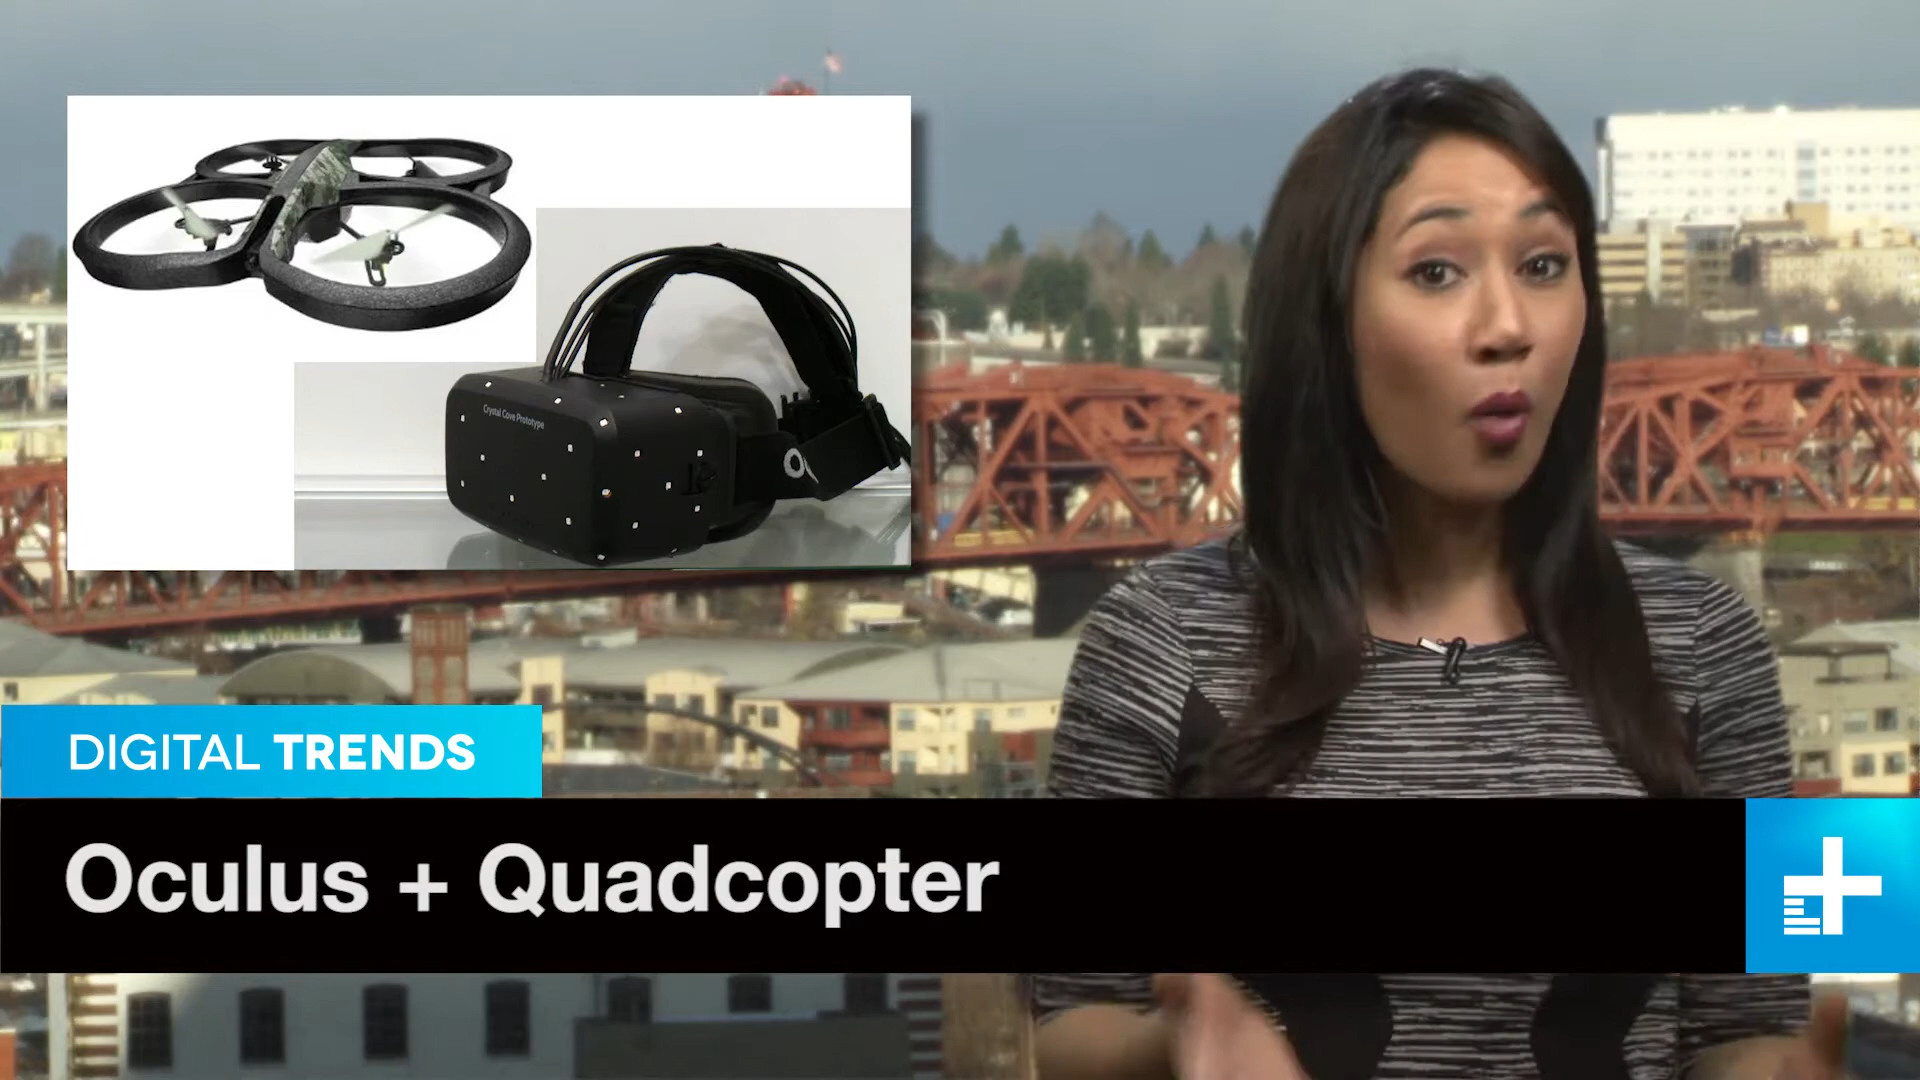 Crystal Cove Prototype
DIGITAL TRENDS
Oculus + Quadcopter